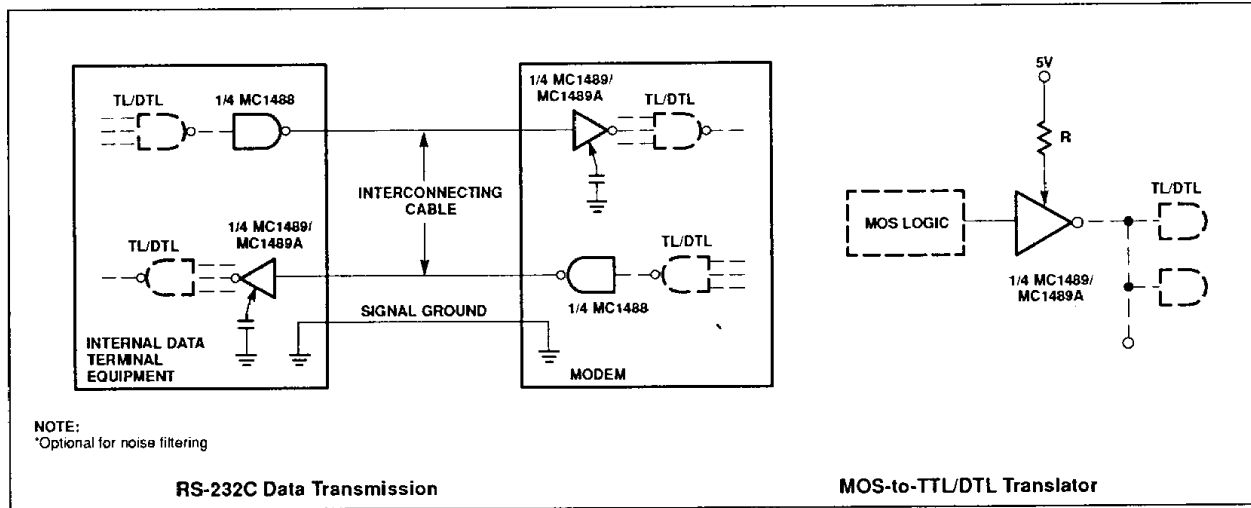 TL/DTL
1/4 MC1488
INTERCONNECTING
CABLE
1/4 MC1489/
MC1489A
TL/DTL
1/4 MC1489/
MC1489A
TL/DTL
TL/DTL
1/4 MC1488
SIGNAL GROUND
INTERNAL DATA
TERMINAL
EQUIPMENT
MODEM
NOTE:
*Optional for noise filtering
RS-232C Data Transmission
5V
R
MOS LOGIC
TL/DTL
1/4 MC1489/
MC1489A
MOS-to-TTL/DTL Translator